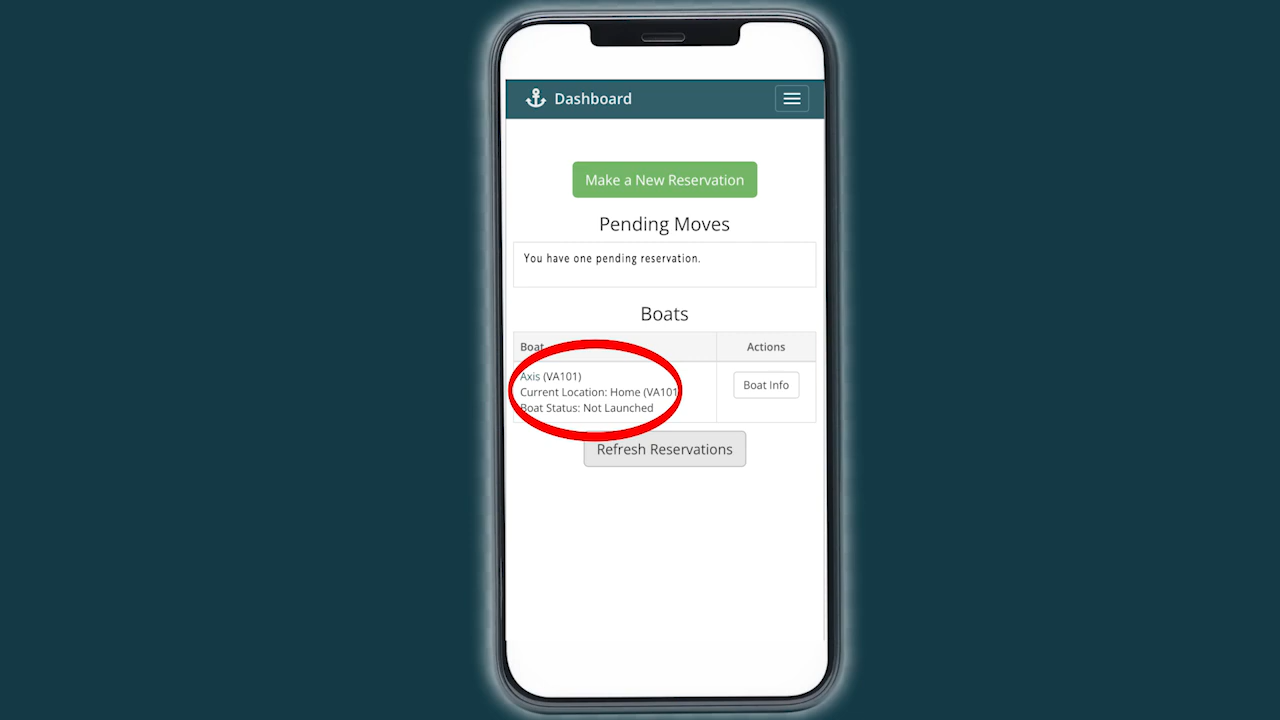 Dashboard
Make a New Reservation
Pending Moves
You have one pending reservation.
Boats
Boat Actions
Axis (VA101)
Current Location: Home (VA101
Boat Status: Not Launched
Boat Info
Refresh Reservations